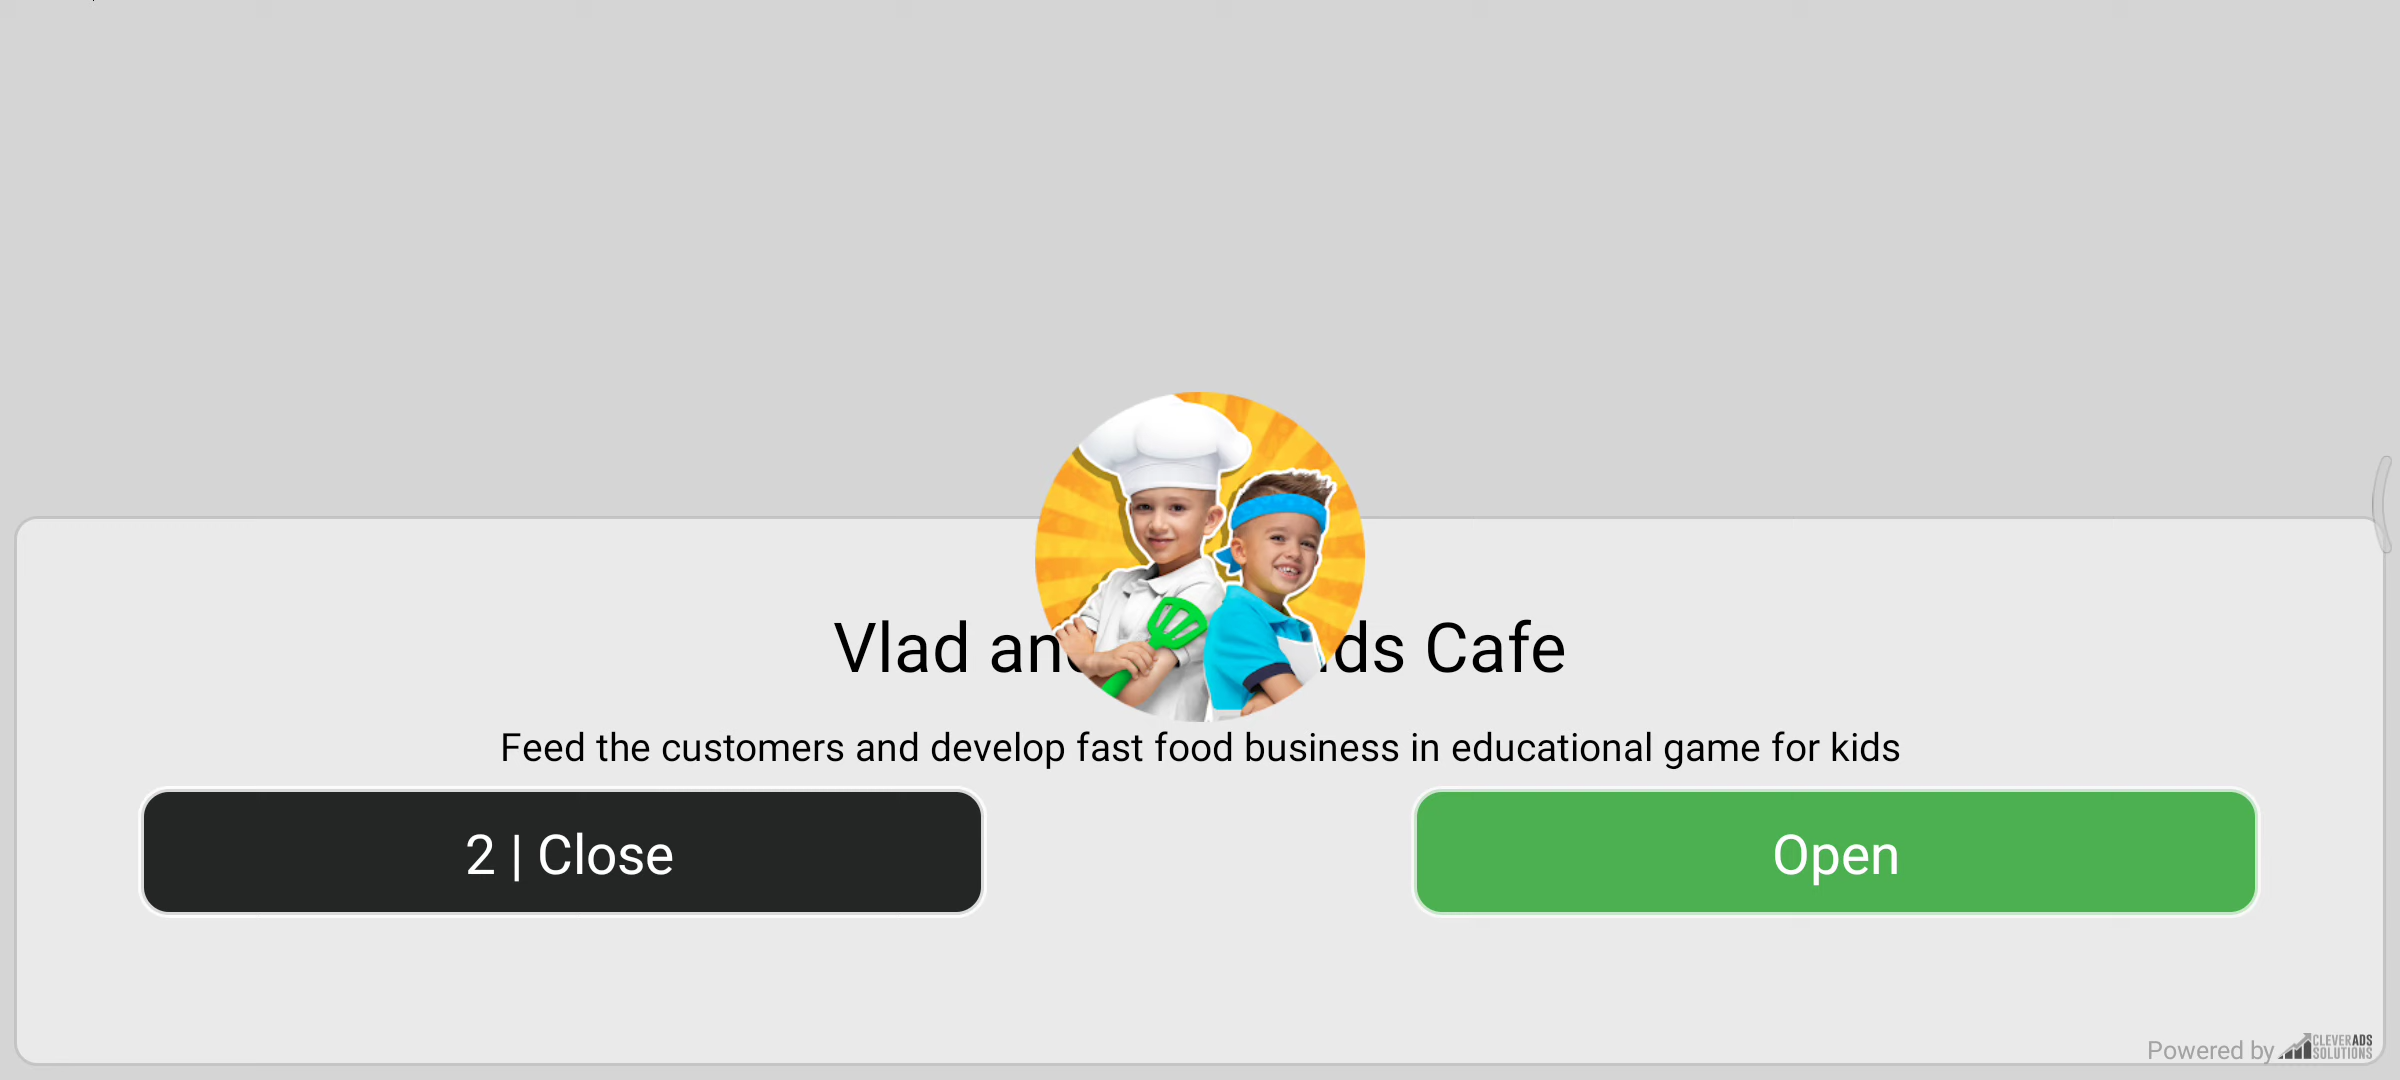 Vlad and ds Cafe
Feed the customers and develop fast food business in educational game for kids
2 | Close
Open
Powered by CLEVERADS SOLUTIONS